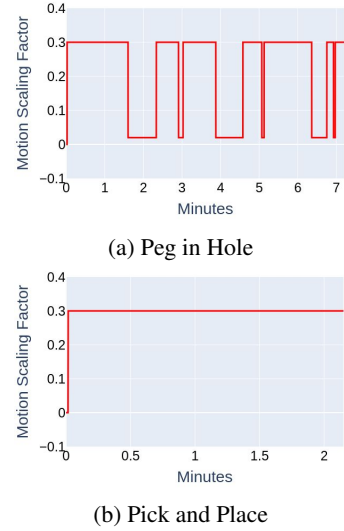 Motion Scaling Factor
0.4
0.3
0.2
0.1
0
−0.1
0 1 2 3 4 5 6 7
Minutes
(a) Peg in Hole
Motion Scaling Factor
0.4
0.3
0.2
0.1
0
−0.1
0 0.5 1 1.5 2
Minutes
(b) Pick and Place